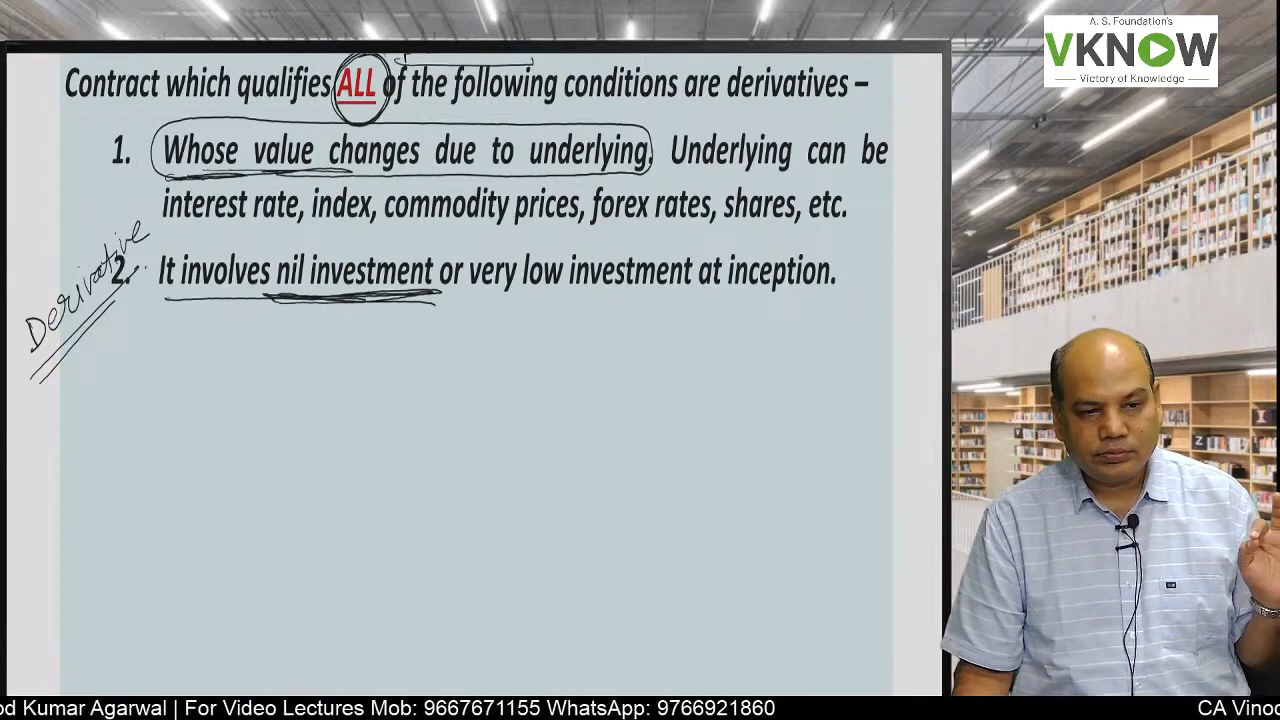 A. S. Foundation's
VKNOW
Victory of Knowledge
Contract which qualifies ALL of the following conditions are derivatives –
1. Whose value changes due to underlying. Underlying can be
interest rate, index, commodity prices, forex rates, shares, etc.
2. It involves nil investment or very low investment at inception.
Derivative
od Kumar Agarwal | For Video Lectures Mob: 9667671155 WhatsApp: 9766921860
CA Vinod